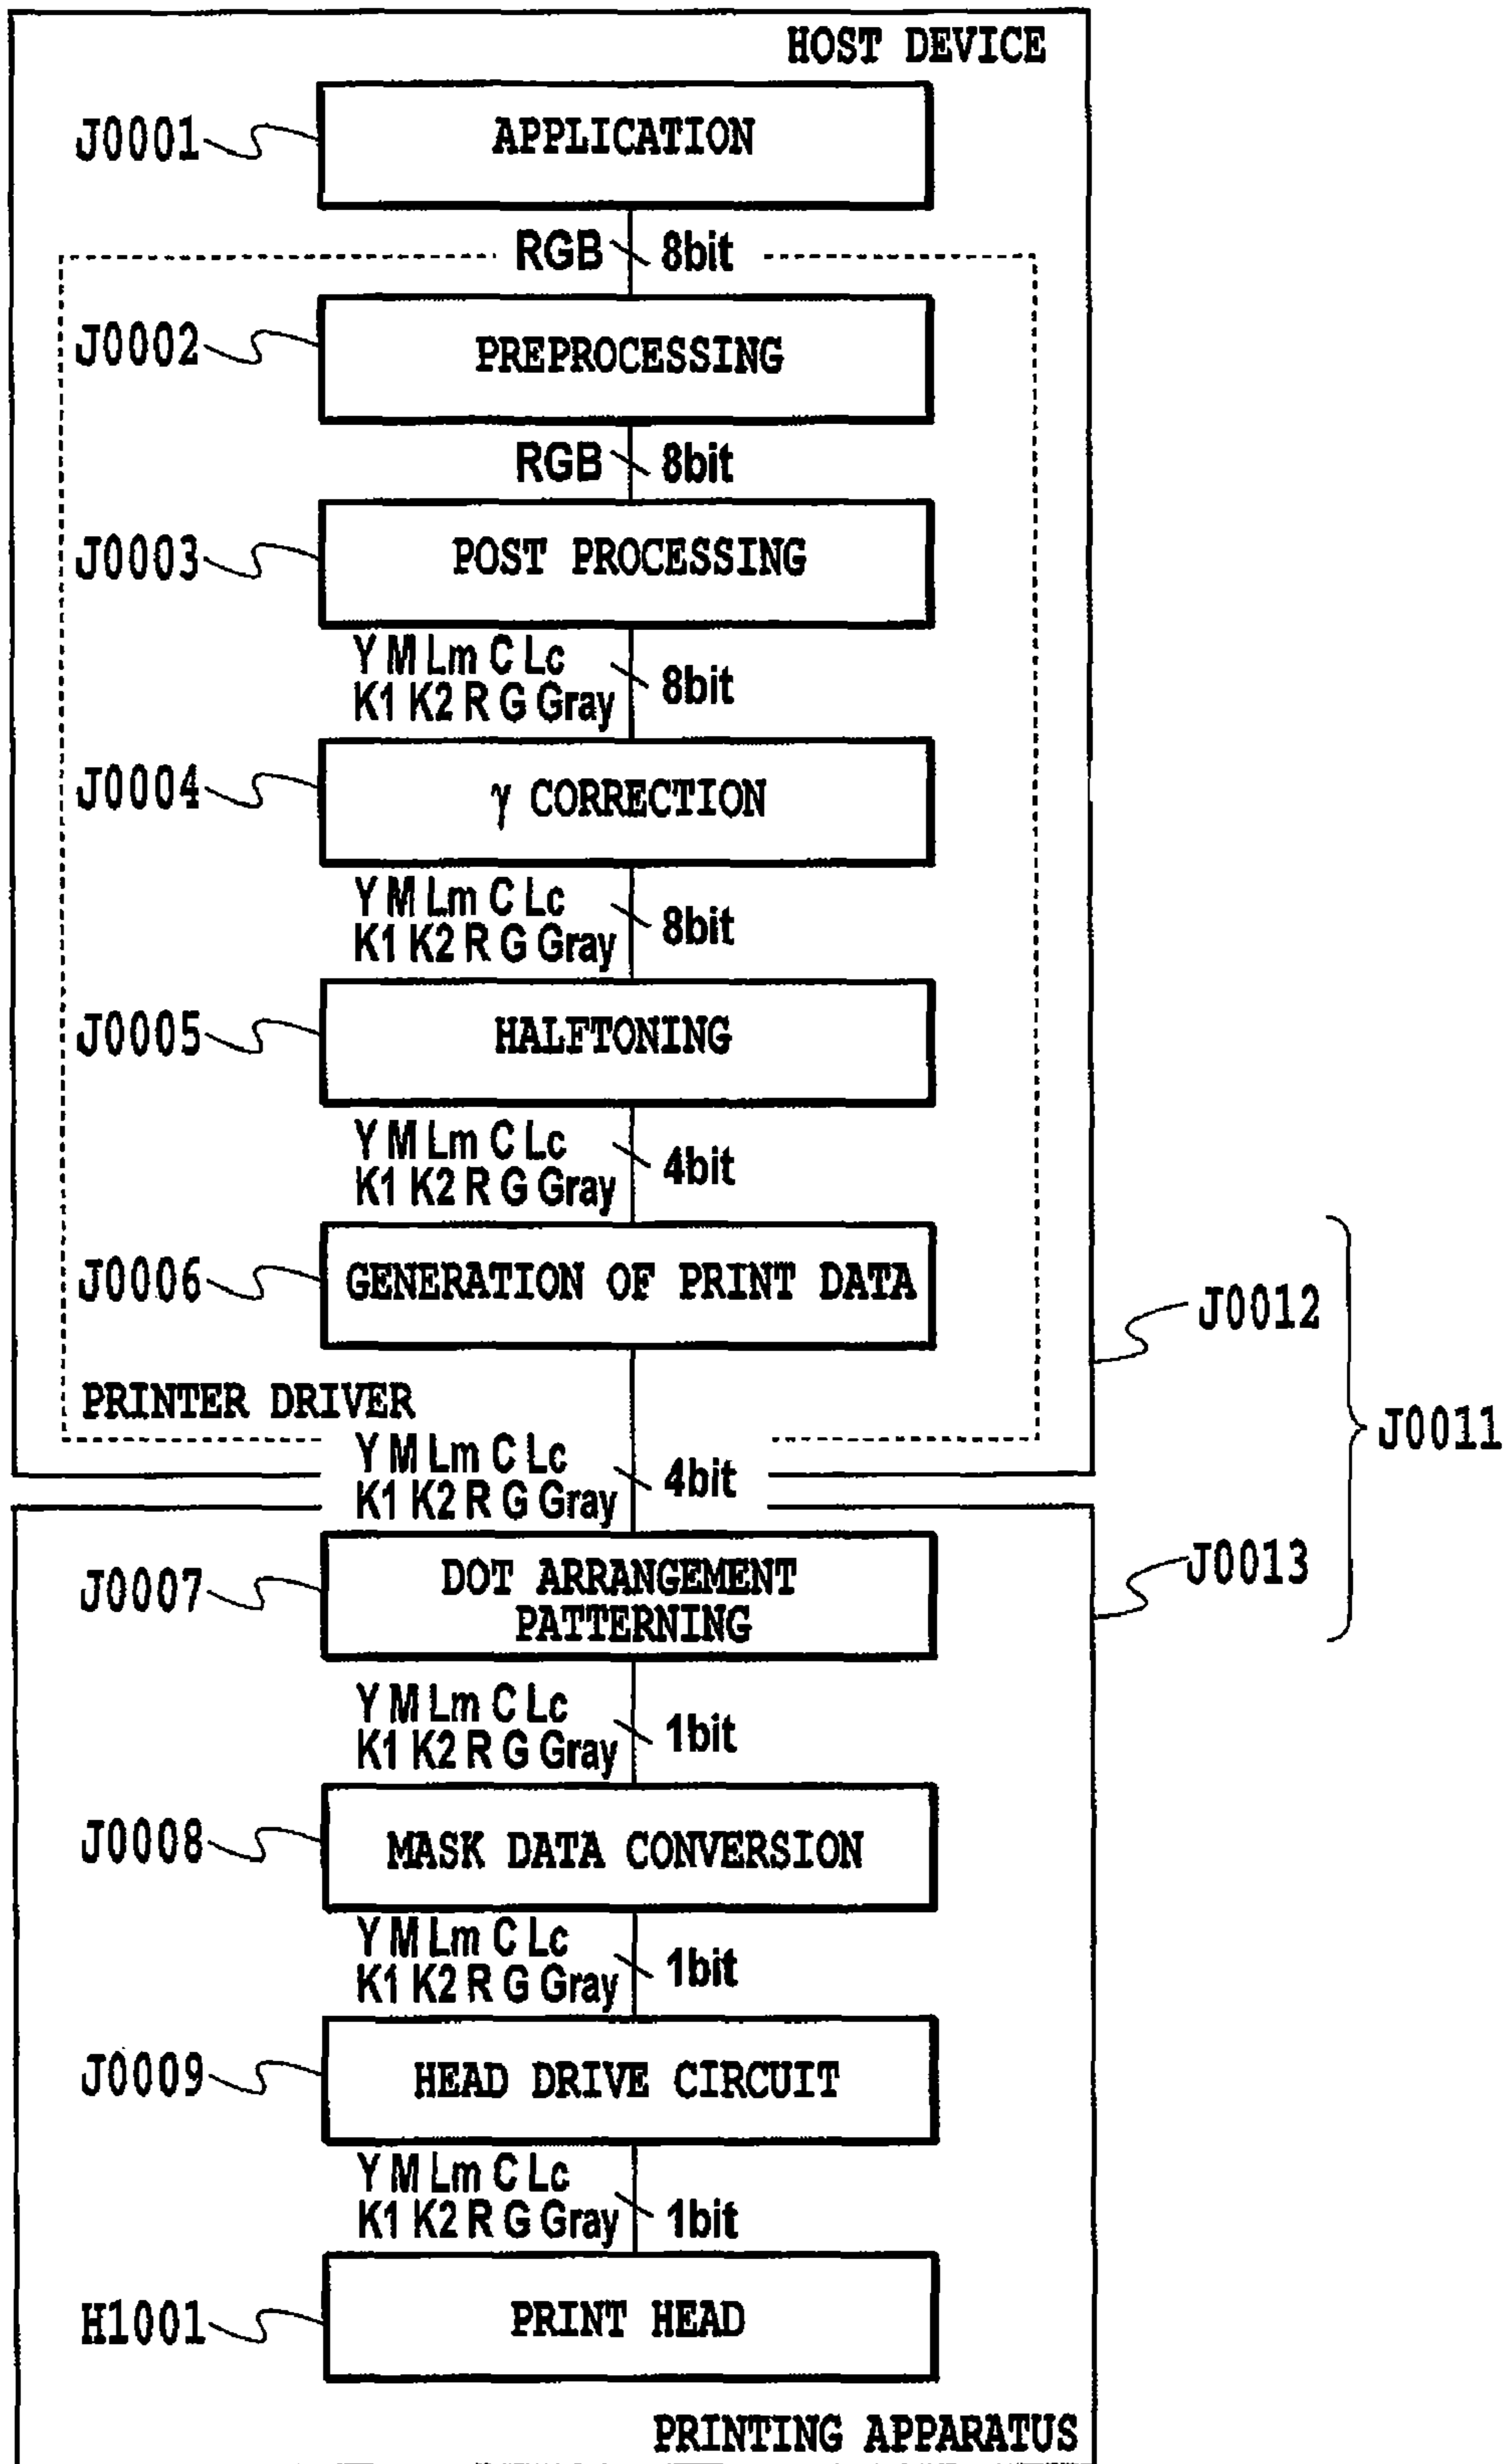 HOST DEVICE
J0001
APPLICATION
RGB 8bit
J0002
PREPROCESSING
RGB 8bit
J0003
POST PROCESSING
Y M Lm C Lc
K1 K2 R G Gray
8bit
J0004
γ CORRECTION
Y M Lm C Lc
K1 K2 R G Gray
8bit
J0005
HALFTONING
Y M Lm C Lc
K1 K2 R G Gray
4bit
J0006
GENERATION OF PRINT DATA
J0012
PRINTER DRIVER
J0011
Y M Lm C Lc
K1 K2 R G Gray
4bit
J0013
J0007
DOT ARRANGEMENT
PATTERNING
Y M Lm C Lc
K1 K2 R G Gray
1bit
J0008
MASK DATA CONVERSION
Y M Lm C Lc
K1 K2 R G Gray
1bit
J0009
HEAD DRIVE CIRCUIT
Y M Lm C Lc
K1 K2 R G Gray
1bit
H1001
PRINT HEAD
PRINTING APPARATUS